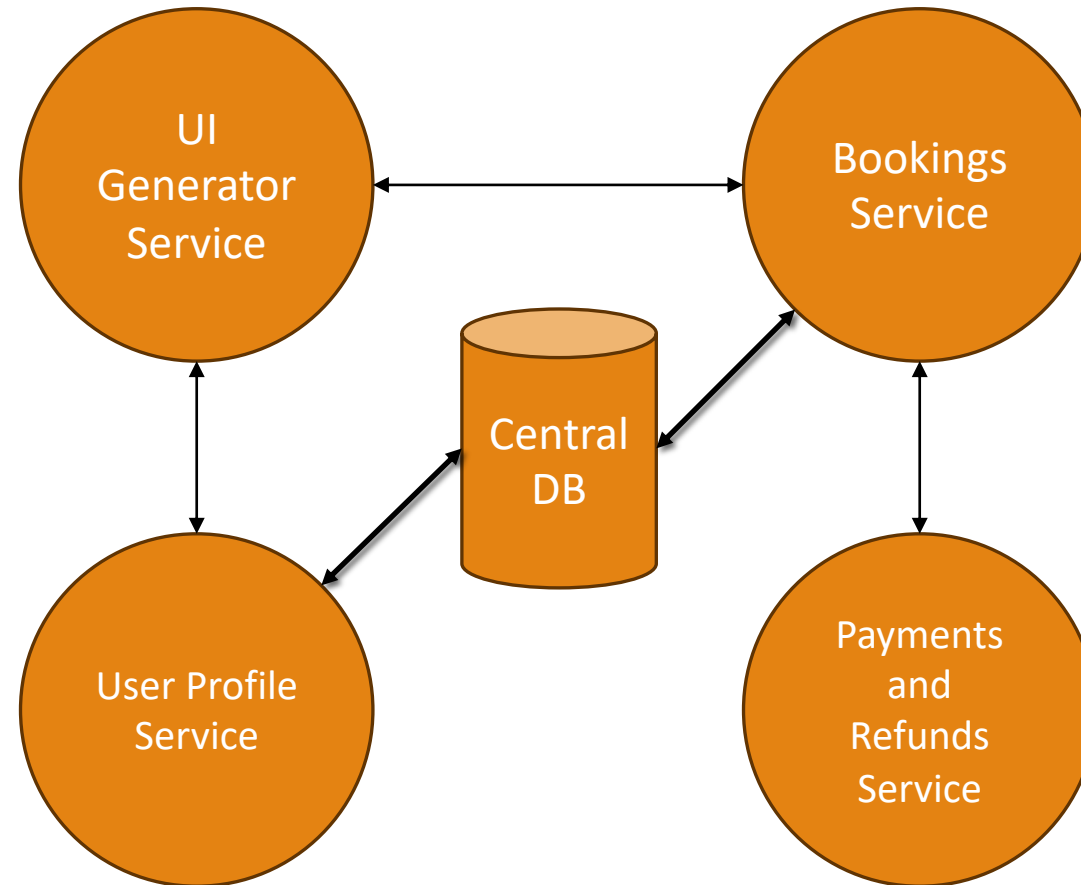 UI
Generator
Service
Bookings
Service
Central
DB
User Profile
Service
Payments
and
Refunds
Service